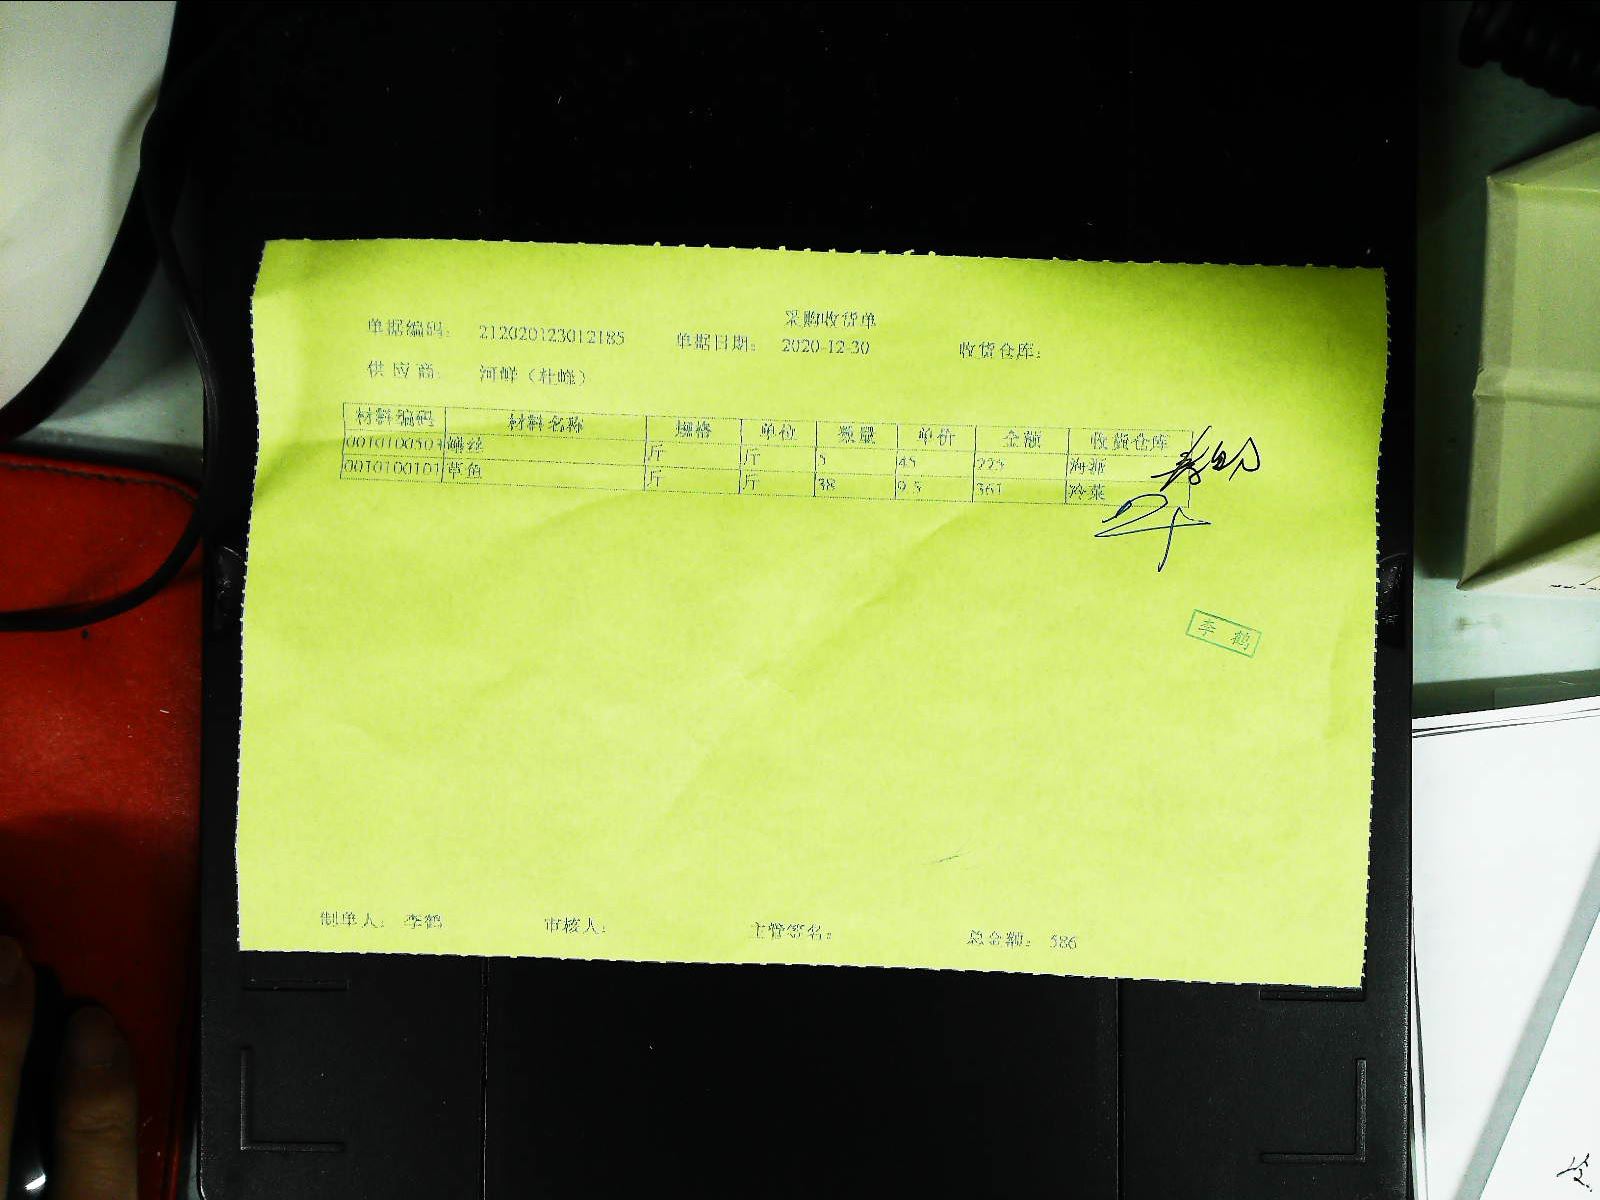 采购收货单
单据编码： 212020123012185 单据日期： 2020-12-30 收货仓库：
供 应 商： 河鲜（杜峰）
材料编码 材料名称 规格 单位 数量 单价 金额 收货仓库
0010100503 鳝丝 斤 斤 5 45 225 海派
0010100101 草鱼 斤 斤 38 9.5 361 冷菜
李 鹤
制单人： 李鹤 审核人： 主管签名： 总金额： 586